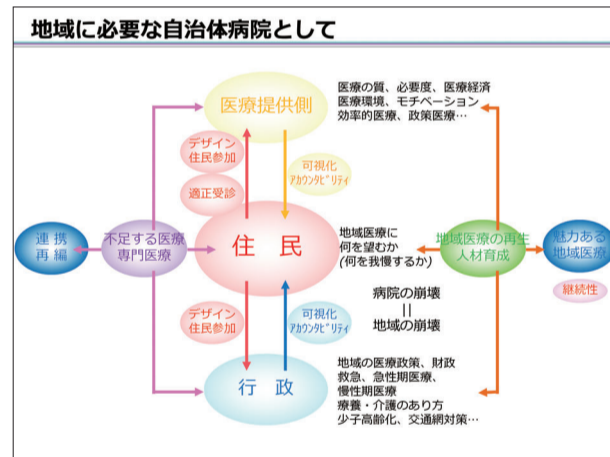 地域に必要な自治体病院として
医療提供側
医療の質、必要度、医療経済
医療環境、モチベーション
効率的医療、政策医療…
デザイン
住民参加
適正受診
可視化
アカウンタビリティ
連携
再編
不足する医療
専門医療
住 民
地域医療に
何を望むか
(何を我慢するか)
地域医療の再生
人材育成
魅力ある
地域医療
継続性
病院の崩壊
||
地域の崩壊
デザイン
住民参加
可視化
アカウンタビリティ
行 政
地域の医療政策、財政
救急、急性期医療、
慢性期医療
療養・介護のあり方
少子高齢化、交通網対策…